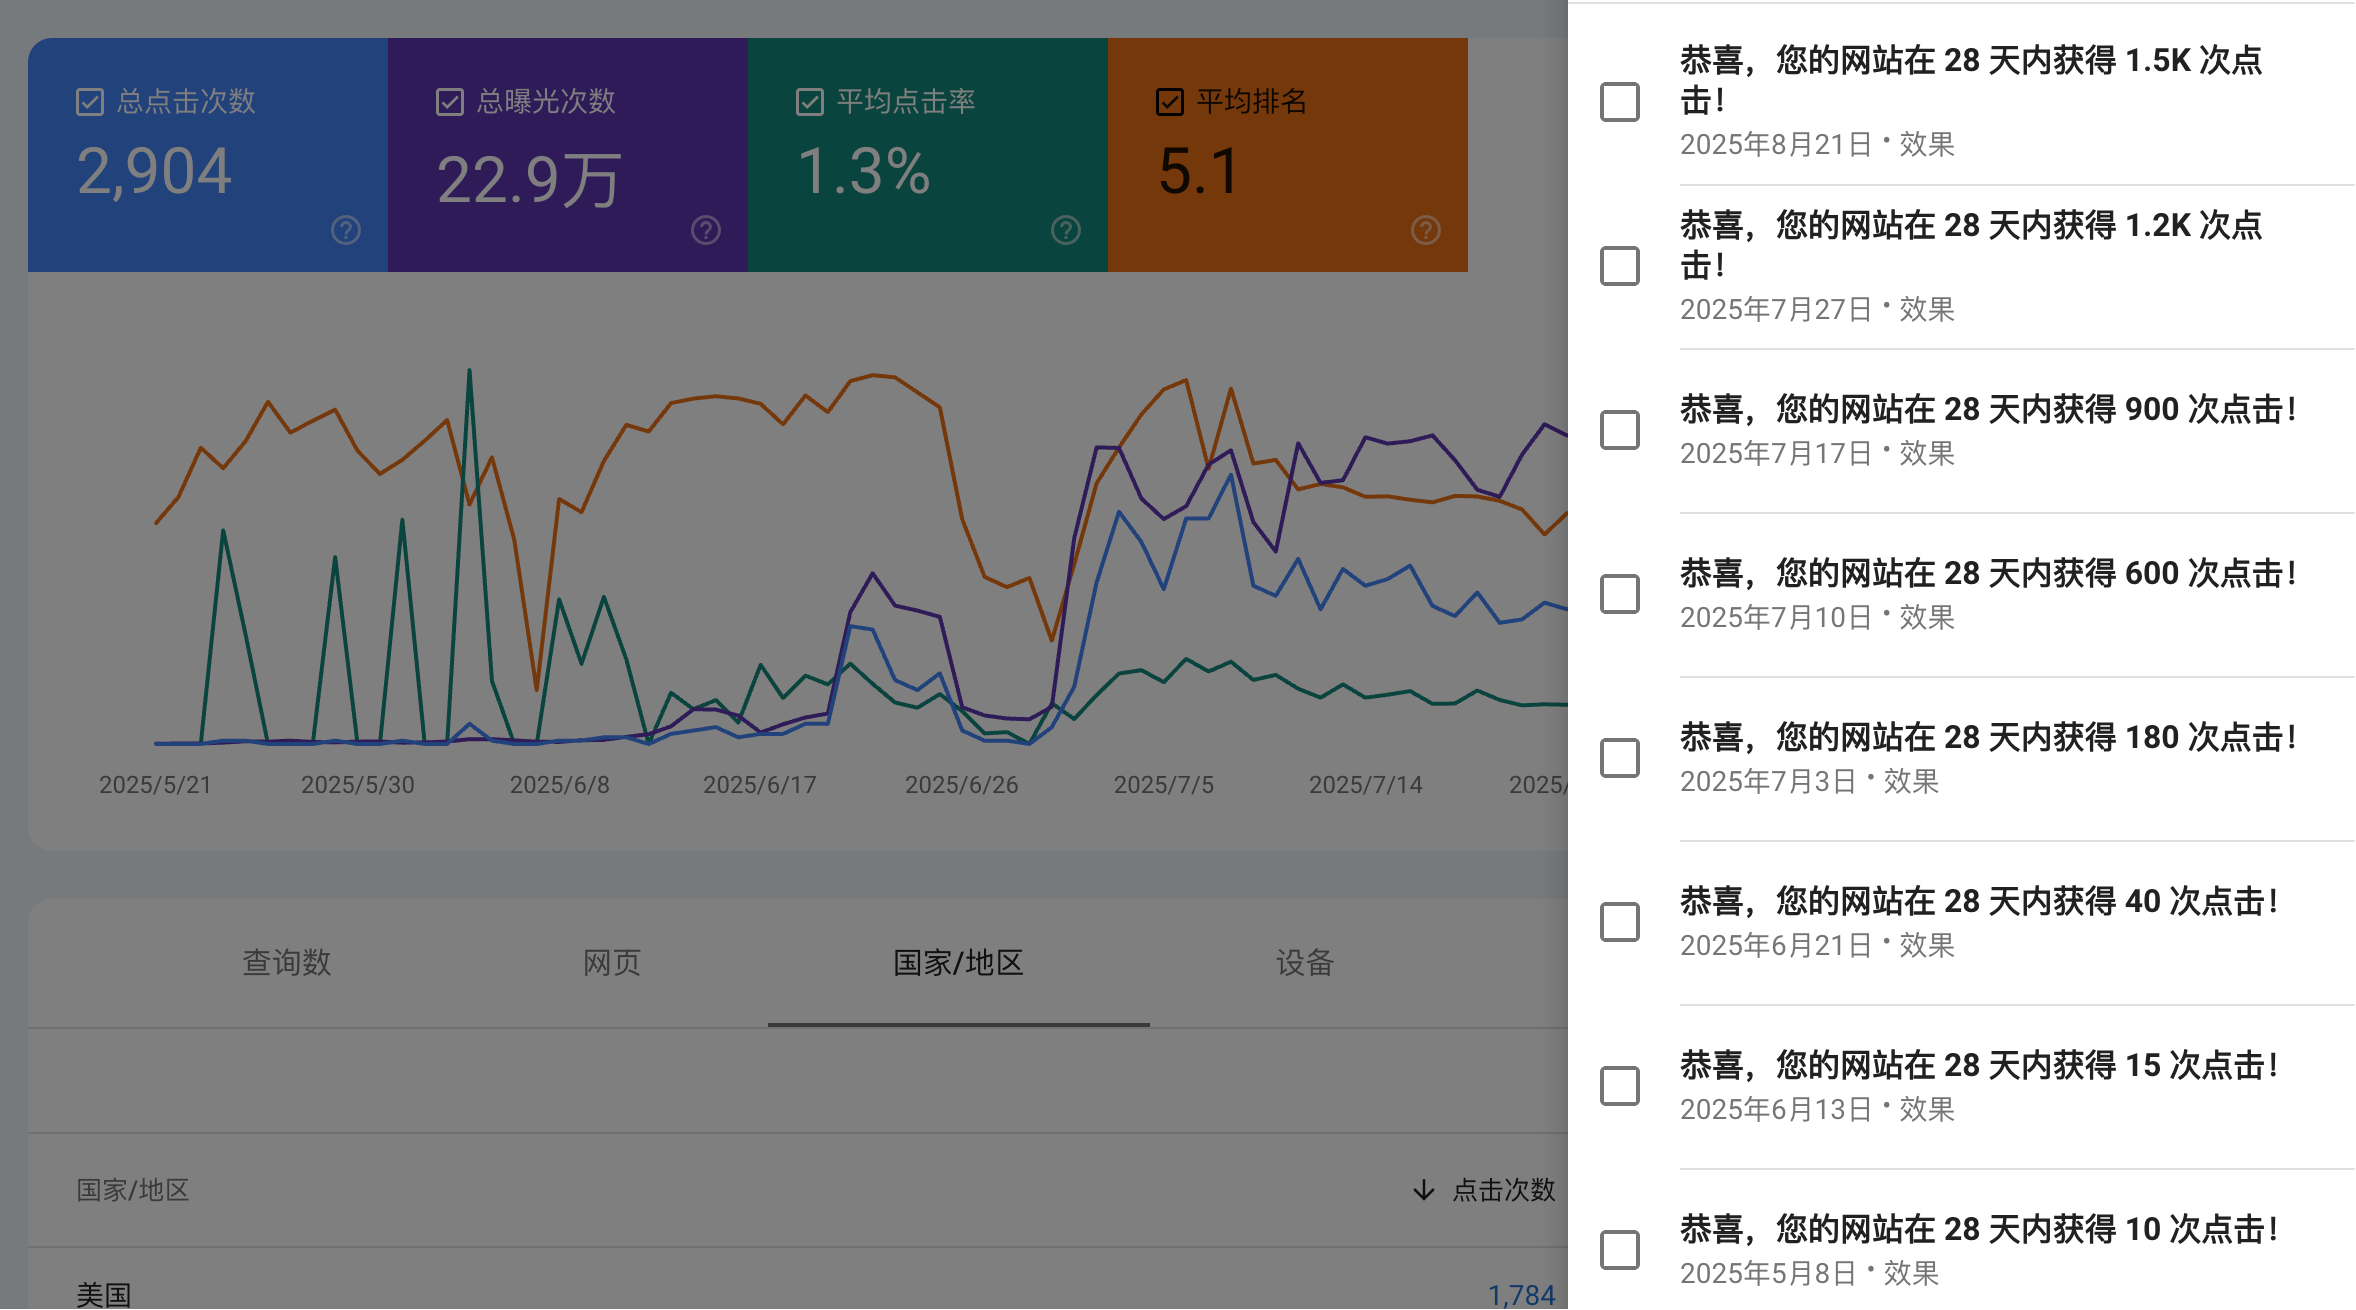 总点击次数
2,904
总曝光次数
22.9万
平均点击率
1.3%
平均排名
5.1
2025/5/21
2025/5/30
2025/6/8
2025/6/17
2025/6/26
2025/7/5
2025/7/14
2025/
查询数
网页
国家/地区
设备
国家/地区
点击次数
美国
1,784
恭喜，您的网站在 28 天内获得 1.5K 次点
击！
2025年8月21日 • 效果
恭喜，您的网站在 28 天内获得 1.2K 次点
击！
2025年7月27日 • 效果
恭喜，您的网站在 28 天内获得 900 次点击！
2025年7月17日 • 效果
恭喜，您的网站在 28 天内获得 600 次点击！
2025年7月10日 • 效果
恭喜，您的网站在 28 天内获得 180 次点击！
2025年7月3日 • 效果
恭喜，您的网站在 28 天内获得 40 次点击！
2025年6月21日 • 效果
恭喜，您的网站在 28 天内获得 15 次点击！
2025年6月13日 • 效果
恭喜，您的网站在 28 天内获得 10 次点击！
2025年5月8日 • 效果